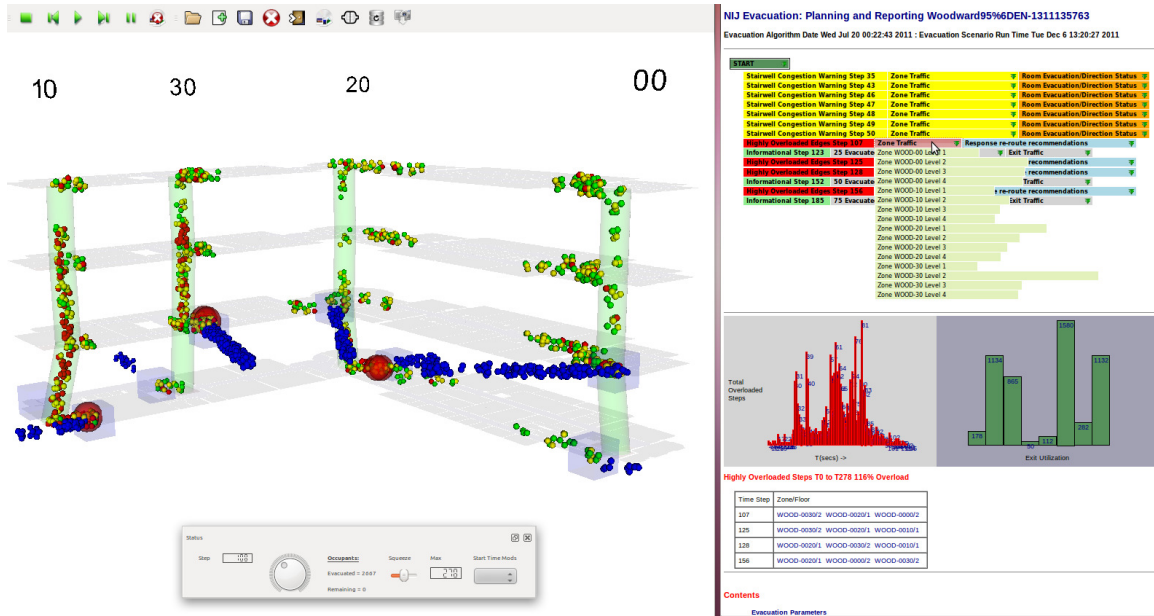 10
30
20
00
Status
Step
Occupants:
Evacuated = 2667
Remaining = 0
Squeeze
Max
278
Start Time Mods
NIJ Evacuation: Planning and Reporting Woodward95%6DEN-1311135763
Evacuation Algorithm Date Wed Jul 20 00:22:43 2011 : Evacuation Scenario Run Time Tue Dec 6 13:20:27 2011
START
Stairwell Congestion Warning Step 35 Zone Traffic Room Evacuation/Direction Status
Stairwell Congestion Warning Step 43 Zone Traffic Room Evacuation/Direction Status
Stairwell Congestion Warning Step 46 Zone Traffic Room Evacuation/Direction Status
Stairwell Congestion Warning Step 47 Zone Traffic Room Evacuation/Direction Status
Stairwell Congestion Warning Step 48 Zone Traffic Room Evacuation/Direction Status
Stairwell Congestion Warning Step 49 Zone Traffic Room Evacuation/Direction Status
Stairwell Congestion Warning Step 50 Zone Traffic Room Evacuation/Direction Status
Highly Overloaded Edges Step 107 Zone Traffic Response re-route recommendations
Informational Step 123 25 Evacuate Zone WOOD-00 Level 1 Exit Traffic
Highly Overloaded Edges Step 125 Zone WOOD-00 Level 2 recommendations
Highly Overloaded Edges Step 128 Zone WOOD-00 Level 3 recommendations
Informational Step 152 50 Evacuate Zone WOOD-00 Level 4 Traffic
Highly Overloaded Edges Step 156 Zone WOOD-10 Level 1 re-route recommendations
Informational Step 185 75 Evacuate Zone WOOD-10 Level 2 Exit Traffic
Zone WOOD-10 Level 3
Zone WOOD-10 Level 4
Zone WOOD-20 Level 1
Zone WOOD-20 Level 2
Zone WOOD-20 Level 3
Zone WOOD-20 Level 4
Zone WOOD-30 Level 1
Zone WOOD-30 Level 2
Zone WOOD-30 Level 3
Zone WOOD-30 Level 4
Total
Overloaded
Steps
T(secs) ->
178
1134
865
50
112
1580
282
1132
Exit Utilization
Highly Overloaded Steps T0 to T278 116% Overload
Time Step Zone/Floor
107 WOOD-0030/2 WOOD-0020/1 WOOD-0000/2
125 WOOD-0030/2 WOOD-0020/1 WOOD-0010/1
128 WOOD-0020/1 WOOD-0030/2 WOOD-0010/1
156 WOOD-0020/1 WOOD-0000/2 WOOD-0030/2
Contents
Evacuation Parameters